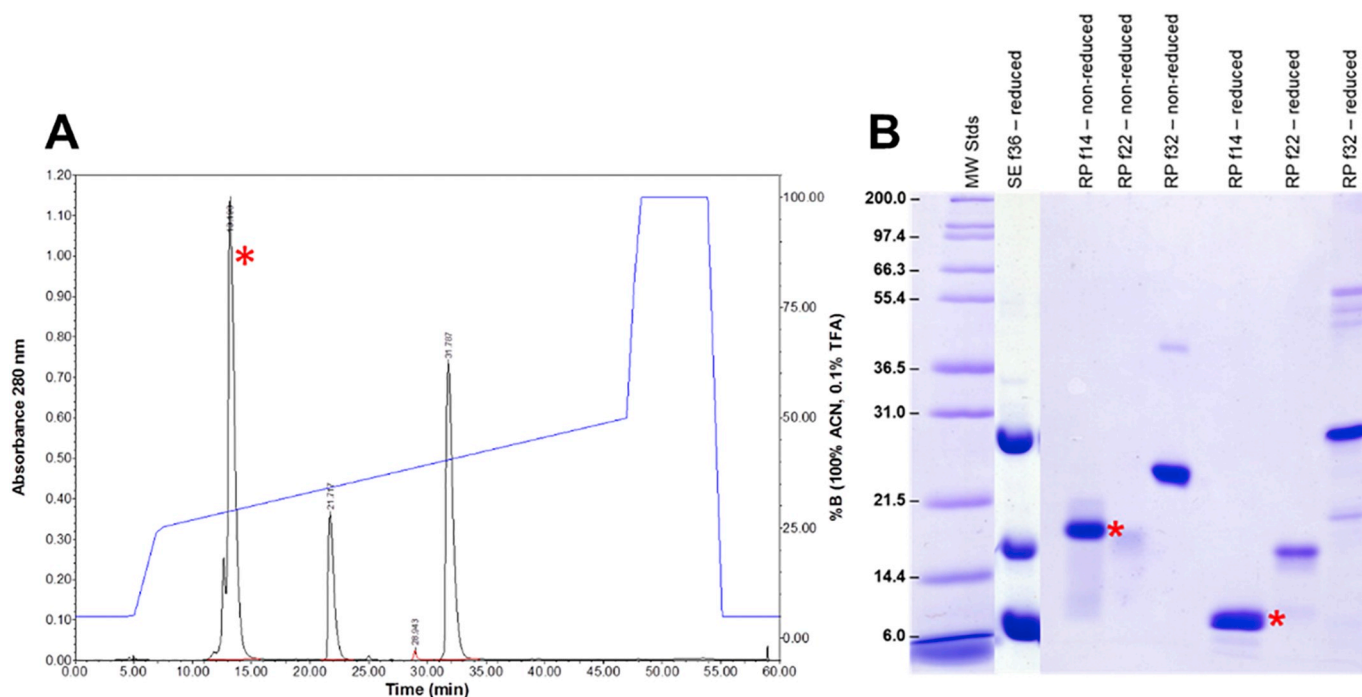 A
Absorbance 280 nm
1.20
1.10
1.00
0.90
0.80
0.70
0.60
0.50
0.40
0.30
0.20
0.10
0.00
*
21.717
28.943
31.787
100.00
75.00
50.00
25.00
0.00
%B (100% ACN, 0.1% TFA)
0.00 10.00 15.00 20.00 25.00 30.00 35.00 40.00 45.00 50.00 55.00 60.00
Time (min)
B
MW Stds
SE f36 – reduced
RP f14 – non-reduced
RP f22 – non-reduced
RP f32 – non-reduced
RP f14 – reduced
RP f22 – reduced
RP f32 – reduced
200.0
97.4
66.3
55.4
36.5
31.0
21.5
14.4
6.0
*
*